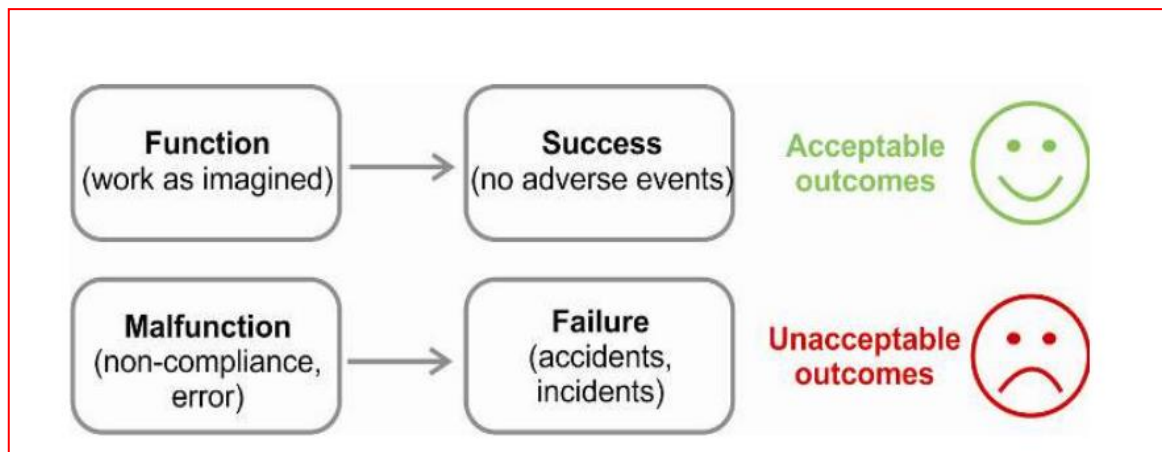 Function
(work as imagined)
Success
(no adverse events)
Acceptable
outcomes
Malfunction
(non-compliance,
error)
Failure
(accidents,
incidents)
Unacceptable
outcomes